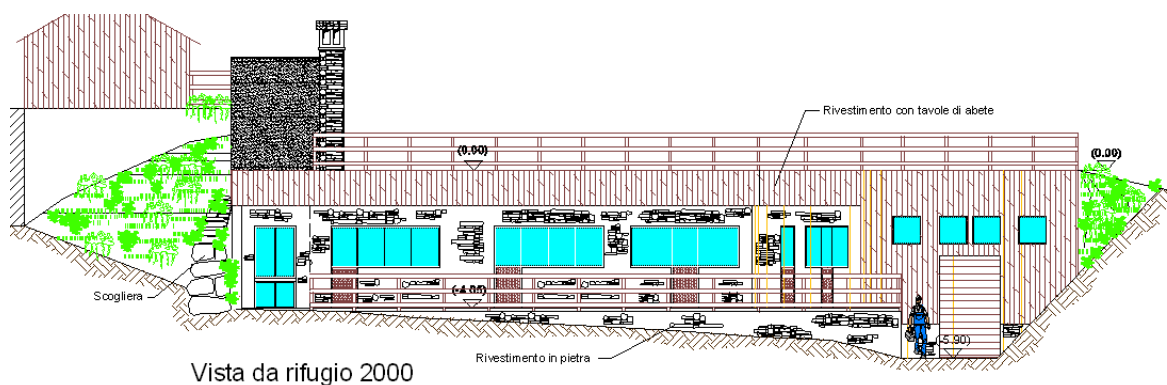 Rivestimento con tavole di abete
(0.00)
(0.00)
Scogliera
(-4.05)
(-5.90)
Rivestimento in pietra
Vista da rifugio 2000